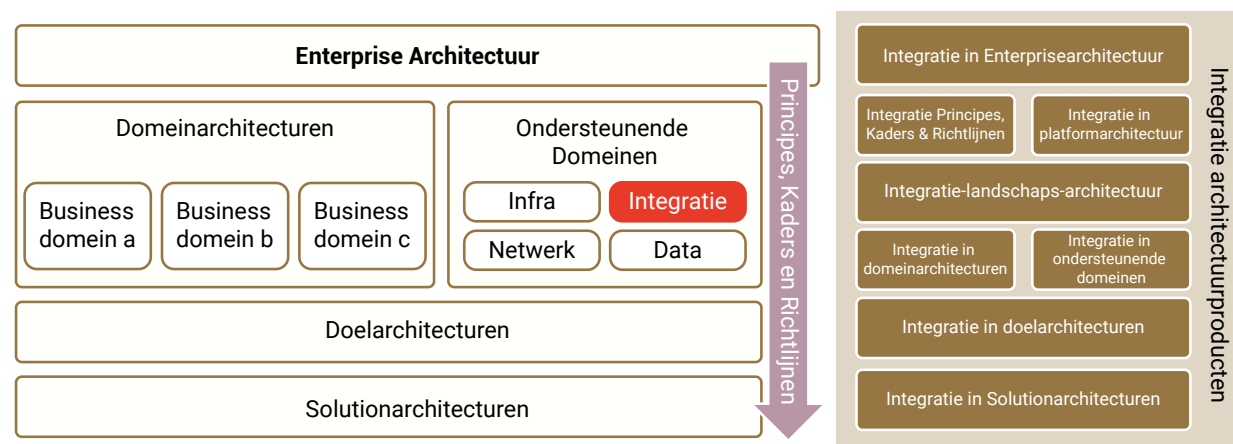 Enterprise Architectuur
Domeinarchitecturen
Business
domein a
Business
domein b
Business
domein c
Ondersteunende
Domeinen
Infra
Integratie
Netwerk
Data
Doelarchitecturen
Solutionarchitecturen
Principes, Kaders en Richtlijnen
Integratie in Enterprisearchitectuur
Integratie Principes,
Kaders & Richtlijnen
Integratie in
platformarchitectuur
Integratie-landschaps-architectuur
Integratie in
domeinarchitecturen
Integratie in
ondersteunende
domeinen
Integratie in doelarchitecturen
Integratie in Solutionarchitecturen
Integratie architectuurproducten